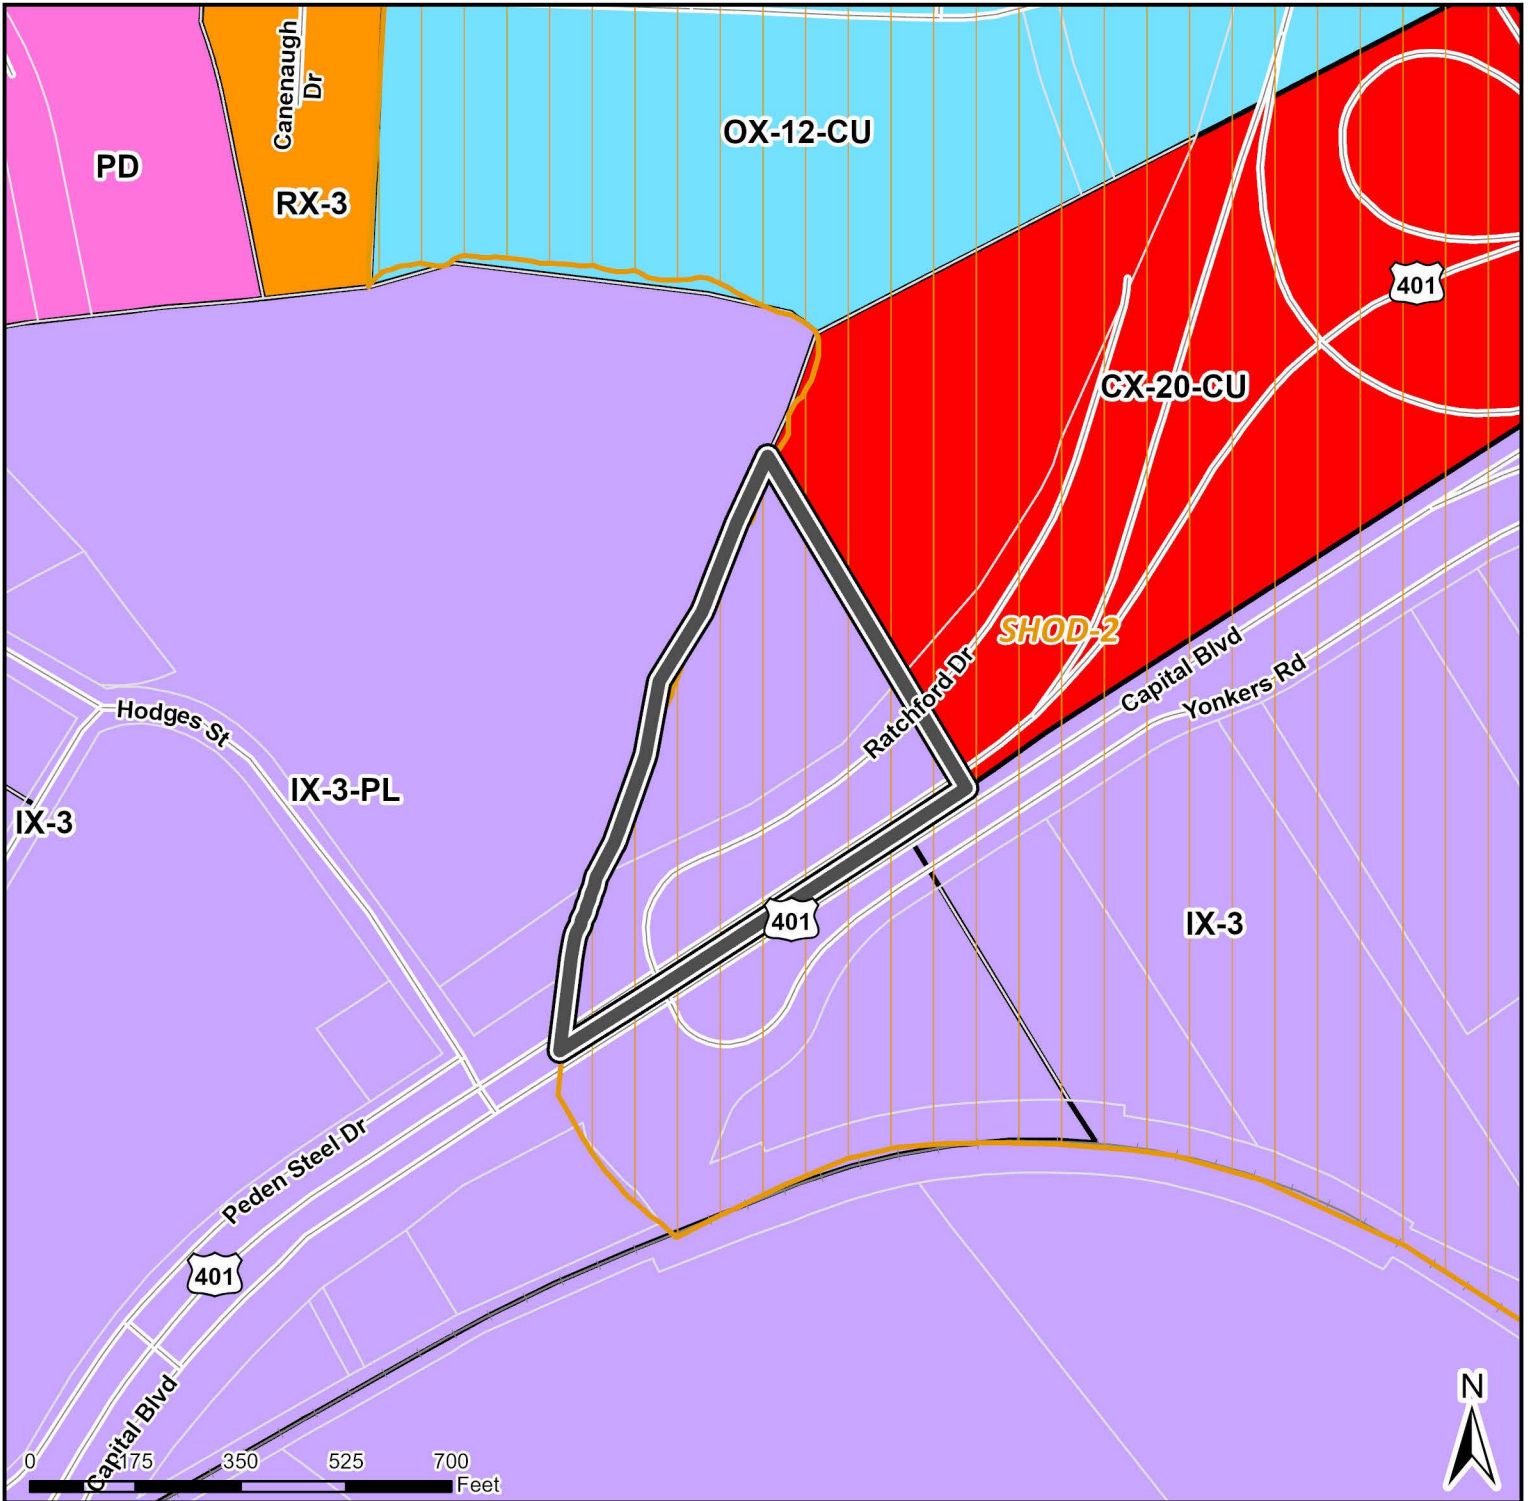 Canenaugh
Dr
OX-12-CU
PD
RX-3
401
CX-20-CU
SHOD-2
Capital Blvd
Yonkers Rd
Ratchford Dr
Hodges St
IX-3-PL
IX-3
401
IX-3
Peden Steel Dr
401
Capital Blvd
N
0 175 350 525 700
Feet